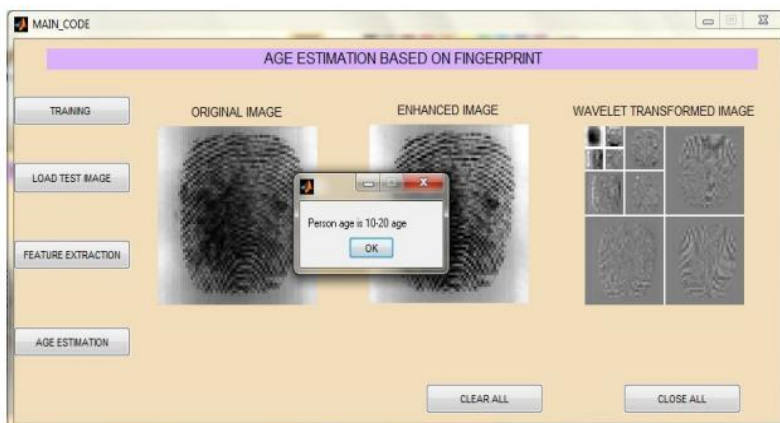 MAIN_CODE
AGE ESTIMATION BASED ON FINGERPRINT
TRAINING
ORIGINAL IMAGE
ENHANCED IMAGE
WAVELET TRANSFORMED IMAGE
LOAD TEST IMAGE
Person age is 10-20 age
OK
FEATURE EXTRACTION
AGE ESTIMATION
CLEAR ALL
CLOSE ALL